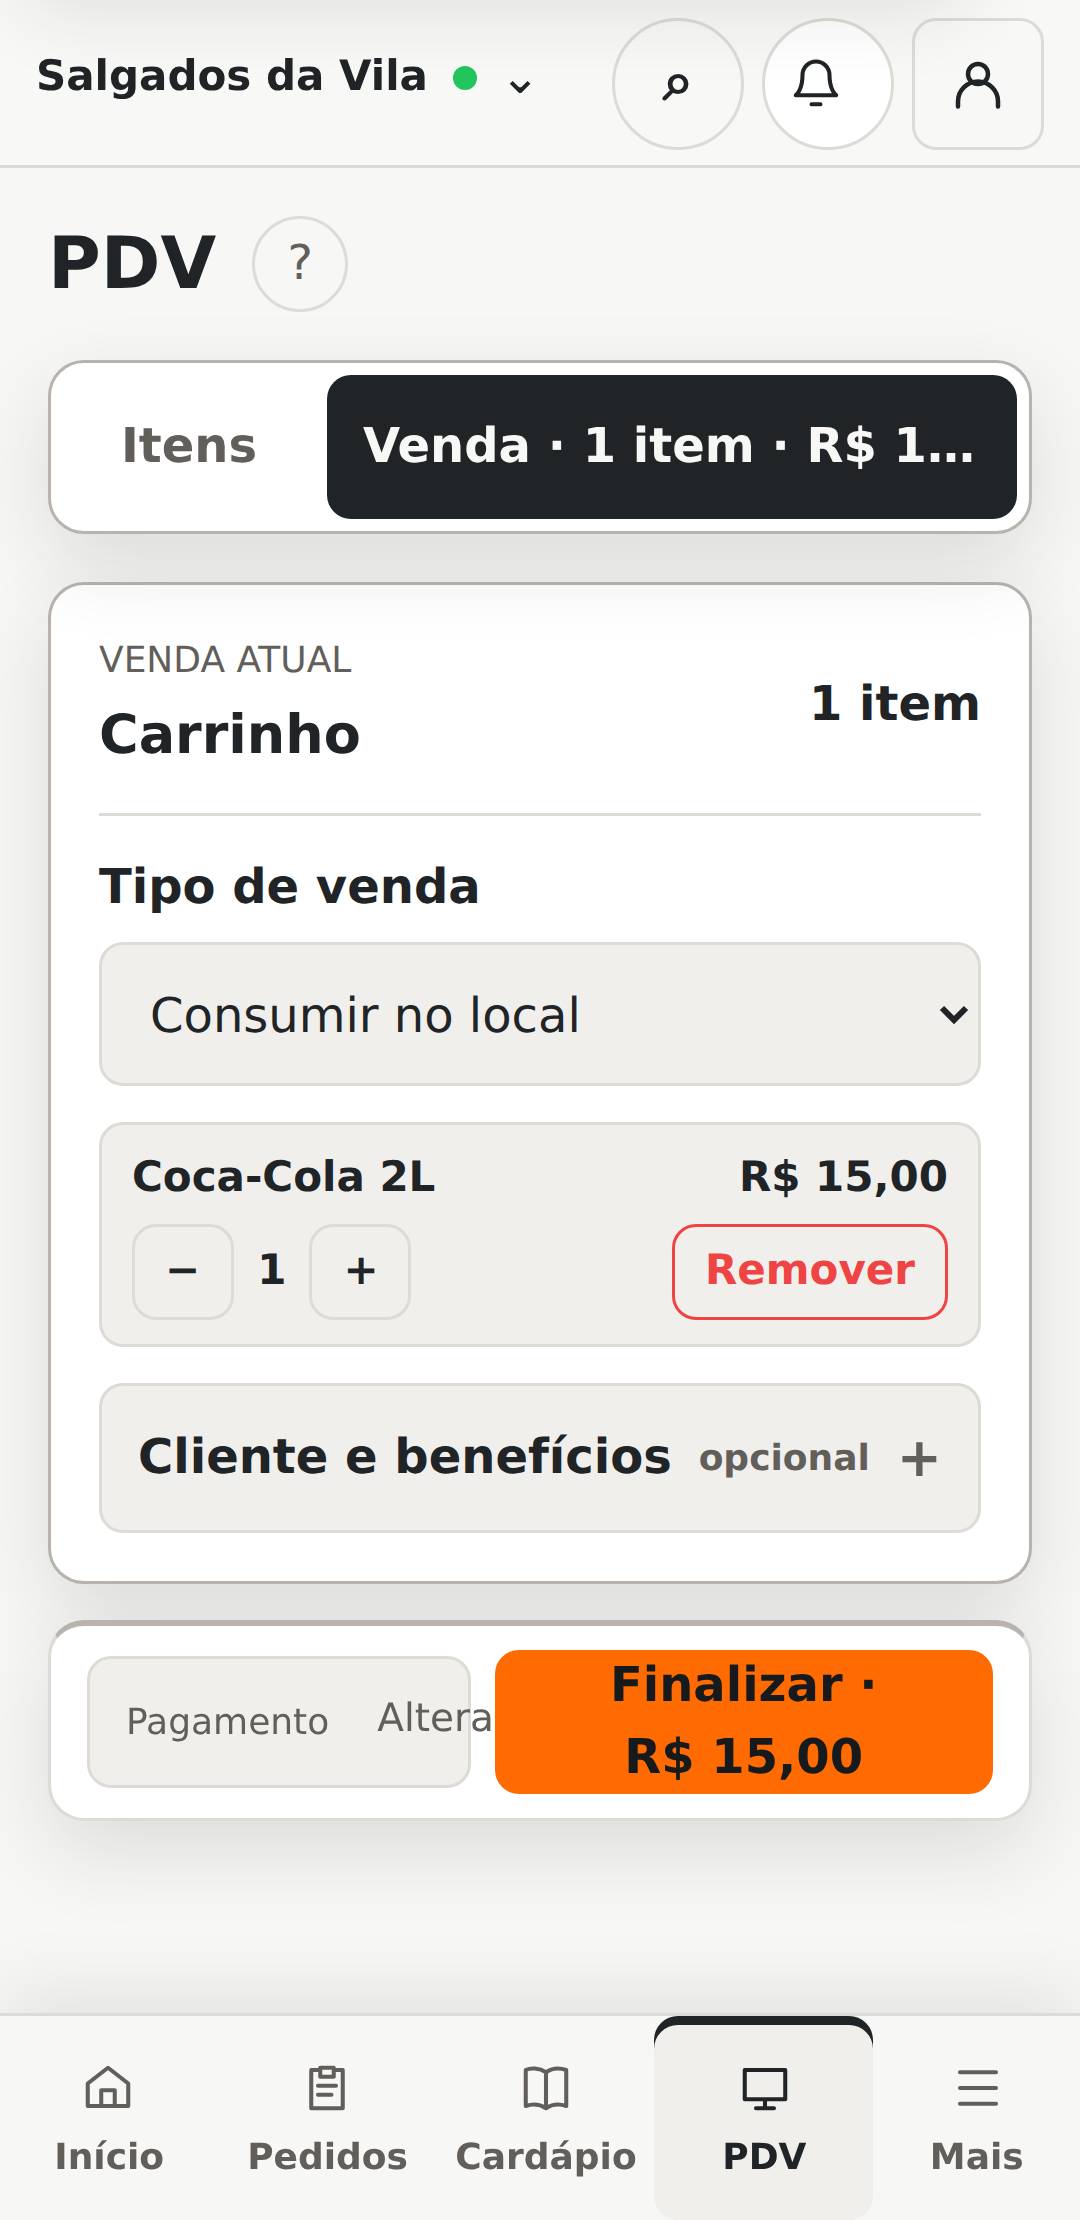 Salgados da Vila
PDV ?
Itens
Venda · 1 item · R$ 1...
VENDA ATUAL
Carrinho
1 item
Tipo de venda
Consumir no local
Coca-Cola 2L
R$ 15,00
− 1 +
Remover
Cliente e benefícios opcional +
Pagamento Altera
Finalizar ·
R$ 15,00
Início
Pedidos
Cardápio
PDV
Mais